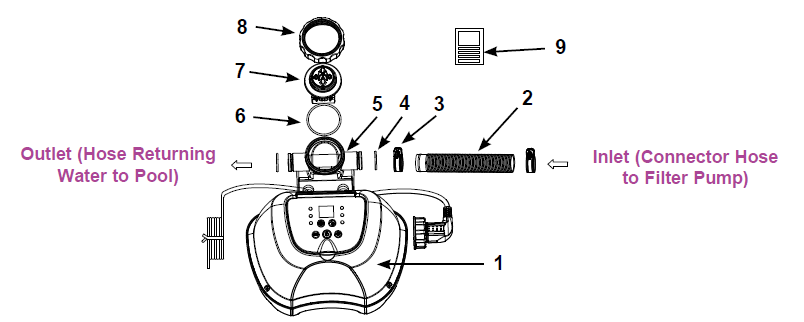 8
9
7
6
5
4
3
2
Outlet (Hose Returning
Water to Pool)
Inlet (Connector Hose
to Filter Pump)
1